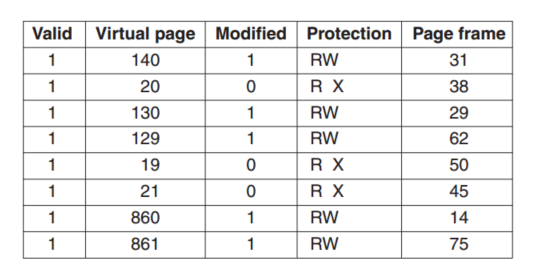 Valid Virtual page Modified Protection Page frame
1 140 1 RW 31
1 20 0 R X 38
1 130 1 RW 29
1 129 1 RW 62
1 19 0 R X 50
1 21 0 R X 45
1 860 1 RW 14
1 861 1 RW 75